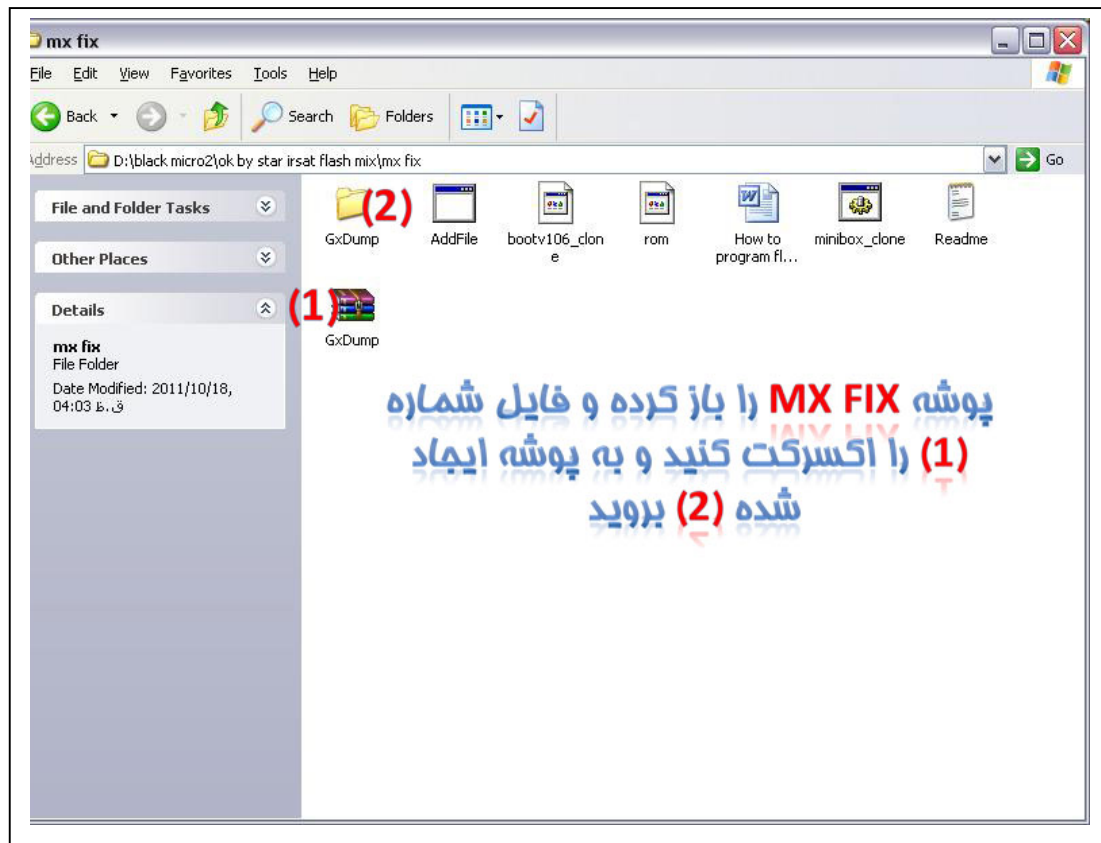 mx fix
File Edit View Favorites Tools Help
Back Search Folders
Address D:\black micro2\ok by star irsat flash mix\mx fix Go
File and Folder Tasks
Other Places
Details
mx fix
File Folder
Date Modified: 2011/10/18,
04:03 ق.ظ
(2)
GxDump AddFile bootv106_clon rom How to minibox_clone Readme
e program fl...
(1)
GxDump
پوشه MX FIX را باز کرده و فایل شماره
(1) را اکسرکت کنید و به پوشه ایجاد
شده (2) بروید